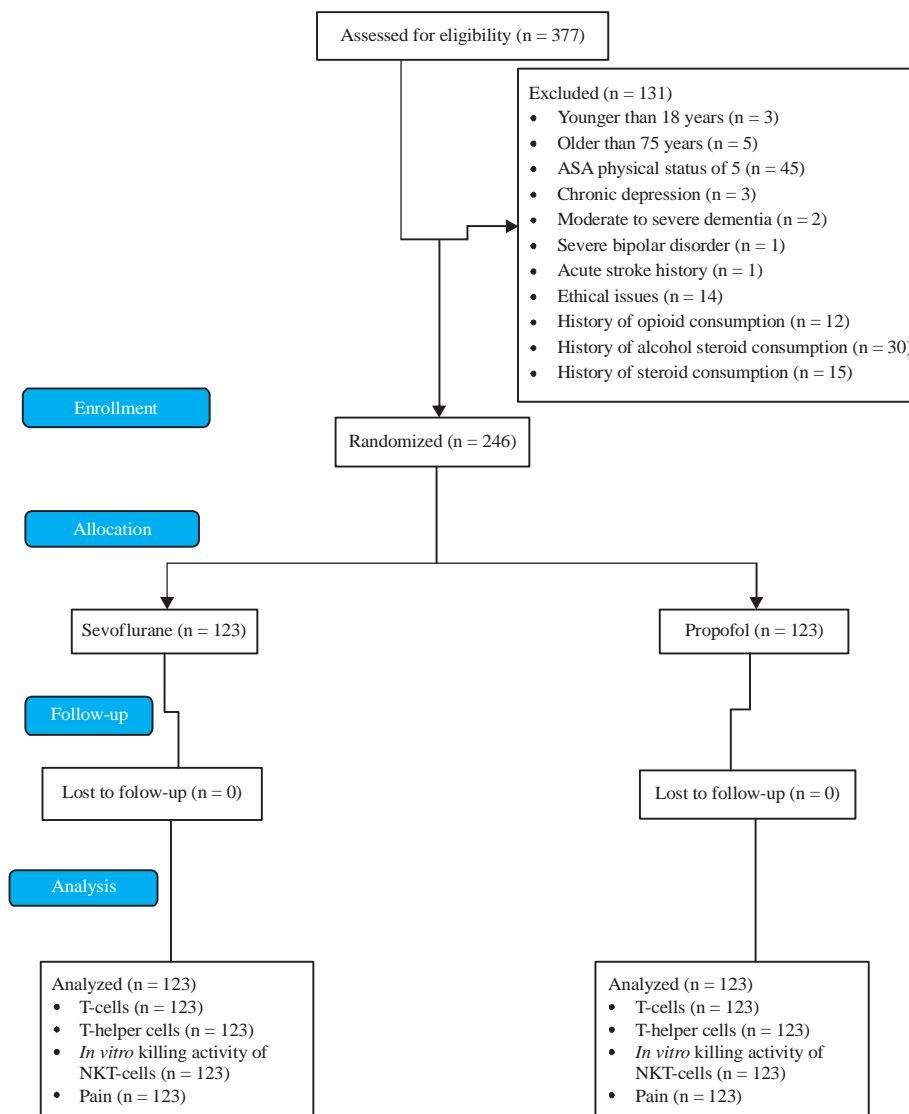 Assessed for eligibility (n = 377)
Excluded (n = 131)
• Younger than 18 years (n = 3)
• Older than 75 years (n = 5)
• ASA physical status of 5 (n = 45)
• Chronic depression (n = 3)
• Moderate to severe dementia (n = 2)
• Severe bipolar disorder (n = 1)
• Acute stroke history (n = 1)
• Ethical issues (n = 14)
• History of opioid consumption (n = 12)
• History of alcohol steroid consumption (n = 30)
• History of steroid consumption (n = 15)
Enrollment
Randomized (n = 246)
Allocation
Sevoflurane (n = 123)
Propofol (n = 123)
Follow-up
Lost to folow-up (n = 0)
Lost to follow-up (n = 0)
Analysis
Analyzed (n = 123)
• T-cells (n = 123)
• T-helper cells (n = 123)
• In vitro killing activity of
NKT-cells (n = 123)
• Pain (n = 123)
Analyzed (n = 123)
• T-cells (n = 123)
• T-helper cells (n = 123)
• In vitro killing activity of
NKT-cells (n = 123)
• Pain (n = 123)